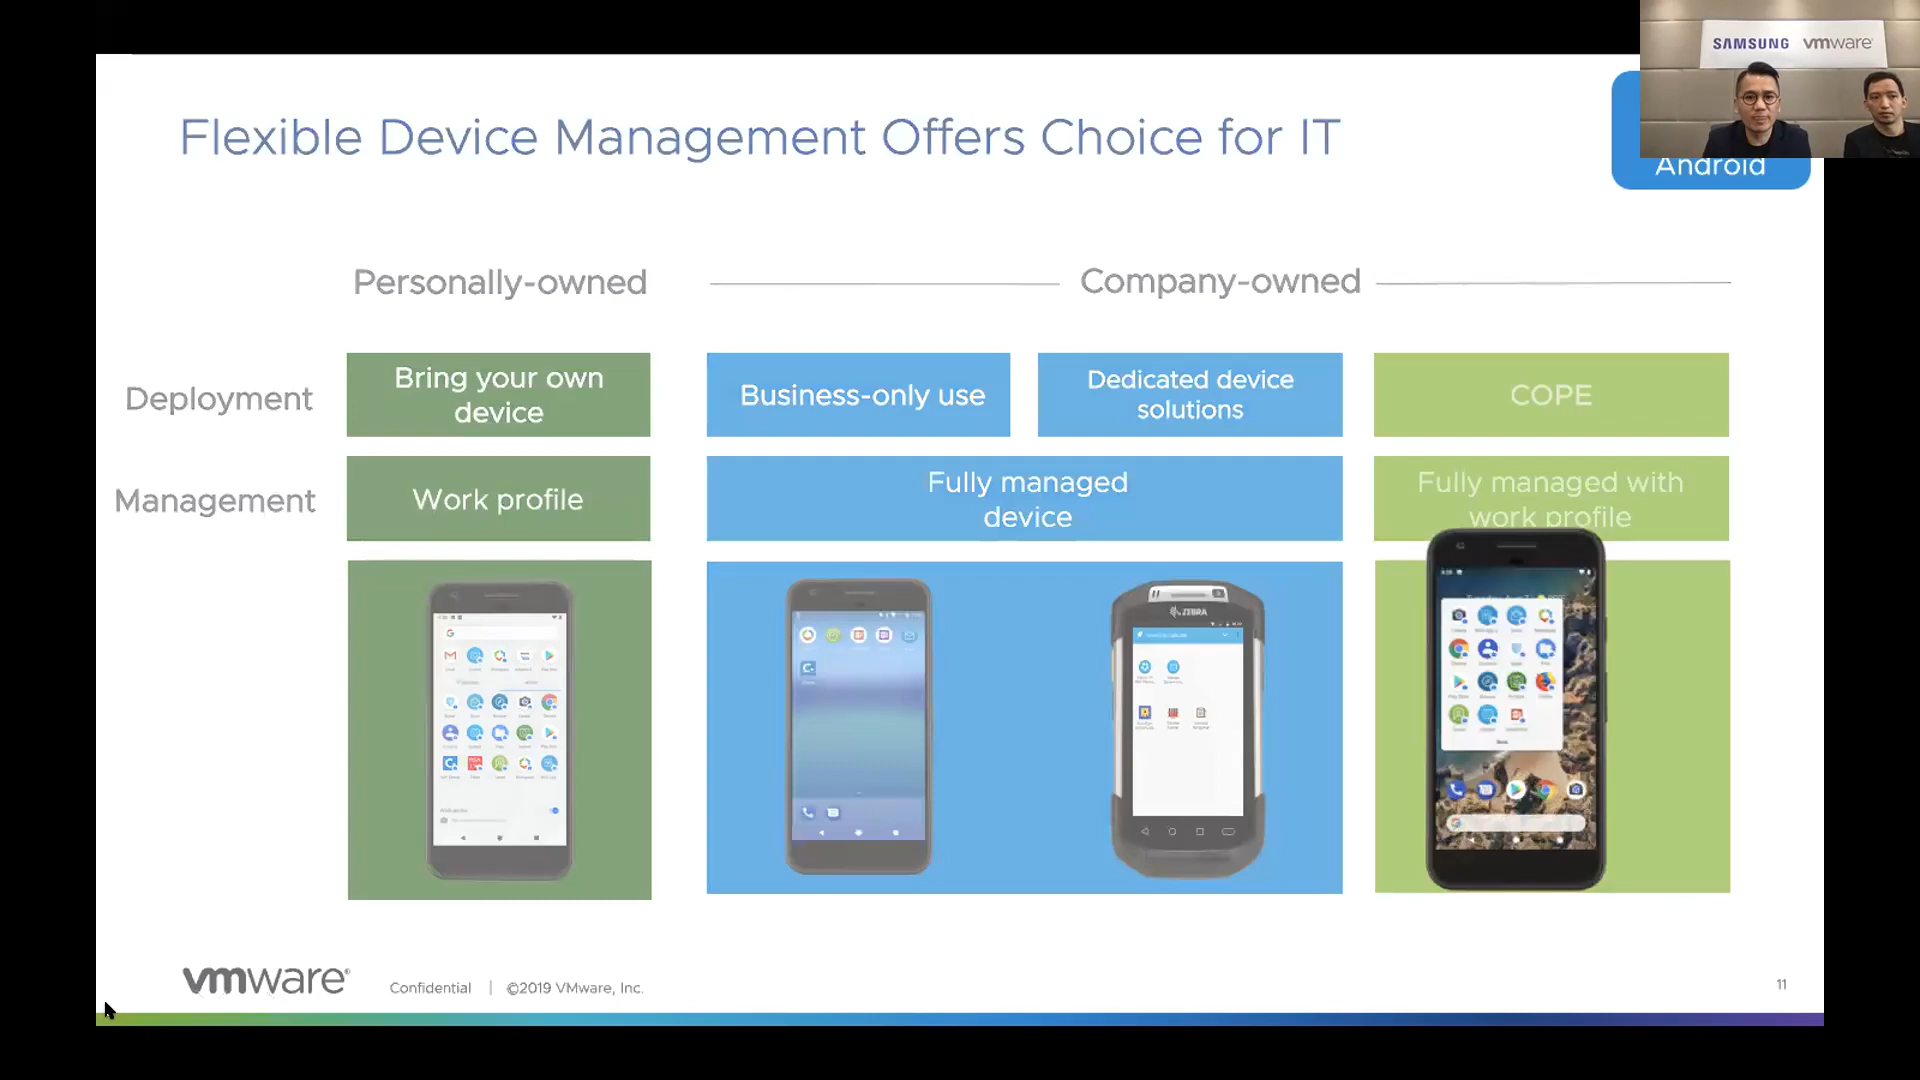 SAMSUNG vmware
Flexible Device Management Offers Choice for IT
Android
Personally-owned
Company-owned
Deployment
Bring your own
device
Business-only use
Dedicated device
solutions
COPE
Management
Work profile
Fully managed
device
Fully managed with
work profile
ZEBRA
vmware®
Confidential | ©2019 VMware, Inc.
11